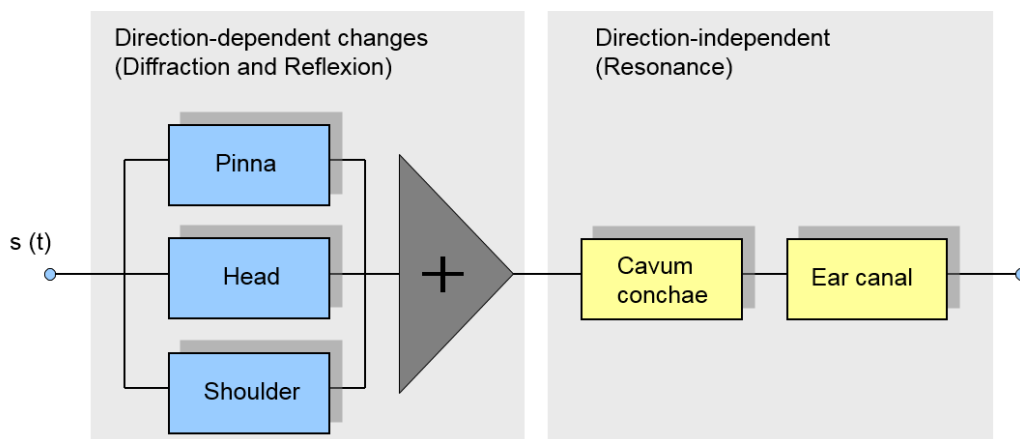 Direction-dependent changes
(Diffraction and Reflexion)
Direction-independent
(Resonance)
Pinna
s (t)
Head
+
Cavum
conchae
Ear canal
Shoulder